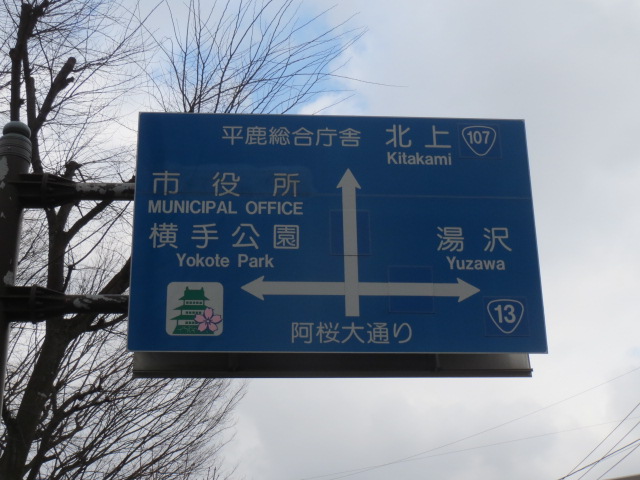 平鹿総合庁舎 北上 107
Kitakami
市役所
MUNICIPAL OFFICE
横手公園 湯沢
Yokote Park Yuzawa
13
阿桜大通り